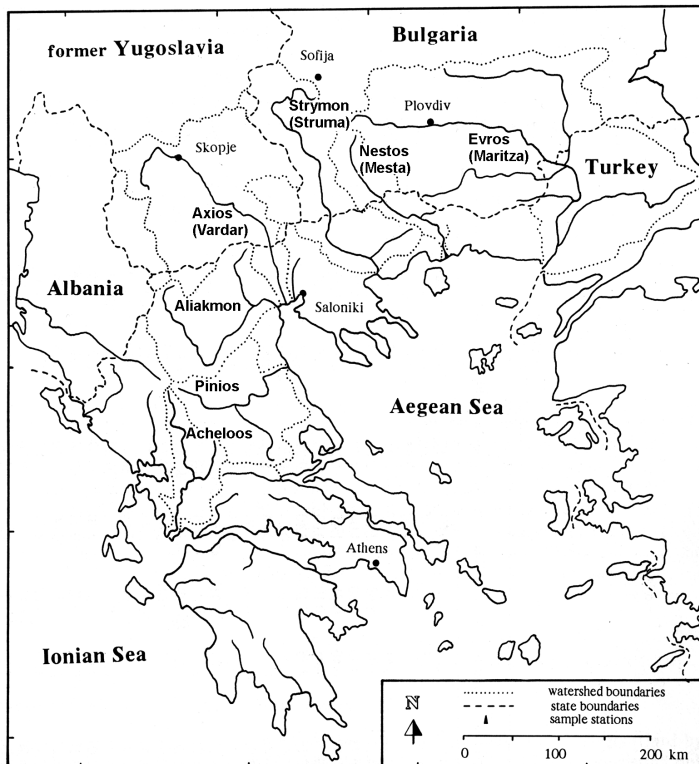 former Yugoslavia
Bulgaria
Sofija
Strymon
(Struma)
Plovdiv
Evros
(Maritza)
Nestos
(Mesta)
Turkey
Skopje
Axios
(Vardar)
Albania
Aliakmon
Saloniki
Pinios
Aegean Sea
Acheloos
Athens
Ionian Sea
N
watershed boundaries
state boundaries
sample stations
0 100 200 km